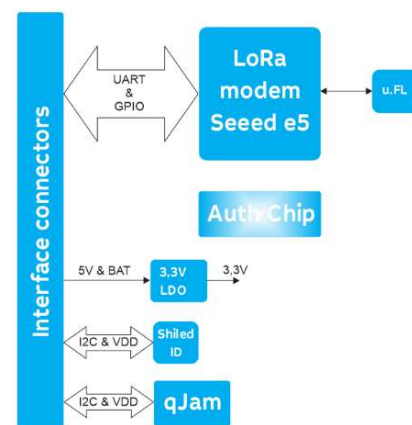 Interface connectors
UART
&
GPIO
LoRa
modem
Seeed e5
u.FL
Auth Chip
5V & BAT
3,3V
LDO
3,3V
I2C & VDD
Shiled
ID
I2C & VDD
qJam